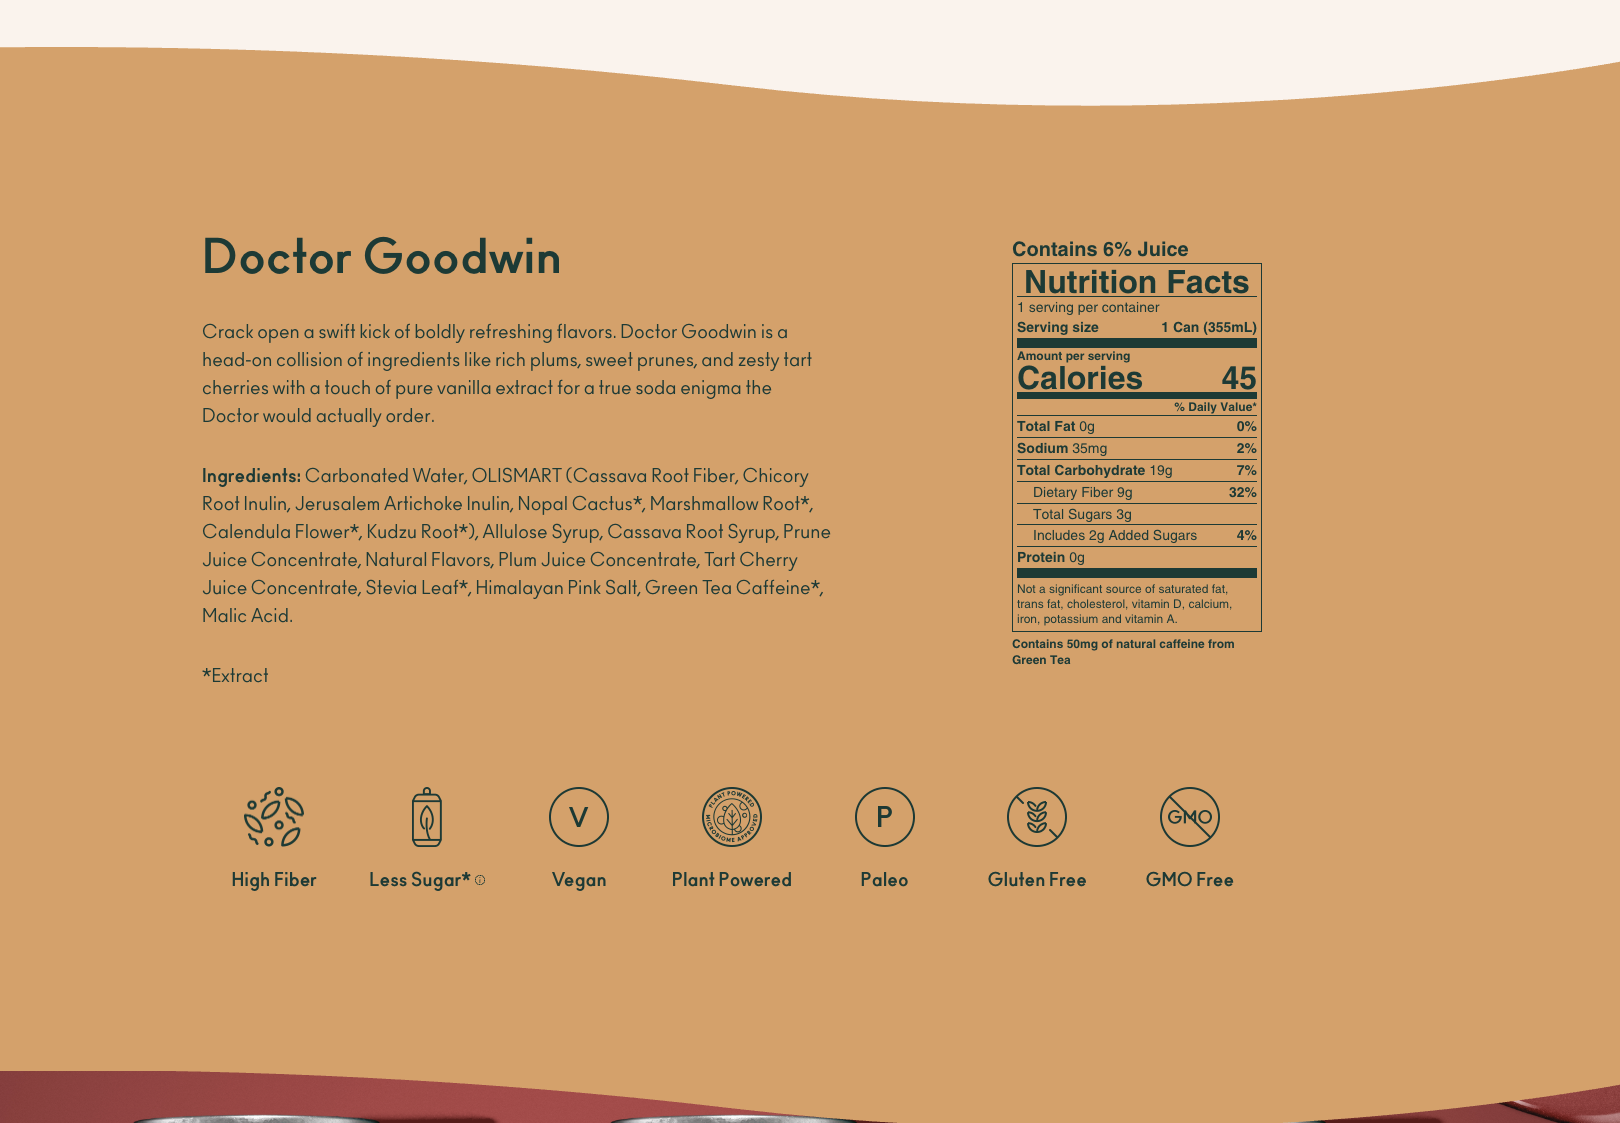 Doctor Goodwin
Crack open a swift kick of boldly refreshing flavors. Doctor Goodwin is a
head-on collision of ingredients like rich plums, sweet prunes, and zesty tart
cherries with a touch of pure vanilla extract for a true soda enigma the
Doctor would actually order.
Ingredients: Carbonated Water, OLISMART (Cassava Root Fiber, Chicory
Root Inulin, Jerusalem Artichoke Inulin, Nopal Cactus*, Marshmallow Root*,
Calendula Flower*, Kudzu Root*), Allulose Syrup, Cassava Root Syrup, Prune
Juice Concentrate, Natural Flavors, Plum Juice Concentrate, Tart Cherry
Juice Concentrate, Stevia Leaf*, Himalayan Pink Salt, Green Tea Caffeine*,
Malic Acid.
*Extract
Contains 6% Juice
Nutrition Facts
1 serving per container
Serving size 1 Can (355mL)
Amount per serving
Calories 45
% Daily Value*
Total Fat 0g 0%
Sodium 35mg 2%
Total Carbohydrate 19g 7%
Dietary Fiber 9g 32%
Total Sugars 3g
Includes 2g Added Sugars 4%
Protein 0g
Not a significant source of saturated fat,
trans fat, cholesterol, vitamin D, calcium,
iron, potassium and vitamin A.
Contains 50mg of natural caffeine from
Green Tea
High Fiber
Less Sugar*
V
Vegan
PLANT POWERED
MICROBIOME APPROVED
Plant Powered
P
Paleo
Gluten Free
GMO
GMO Free